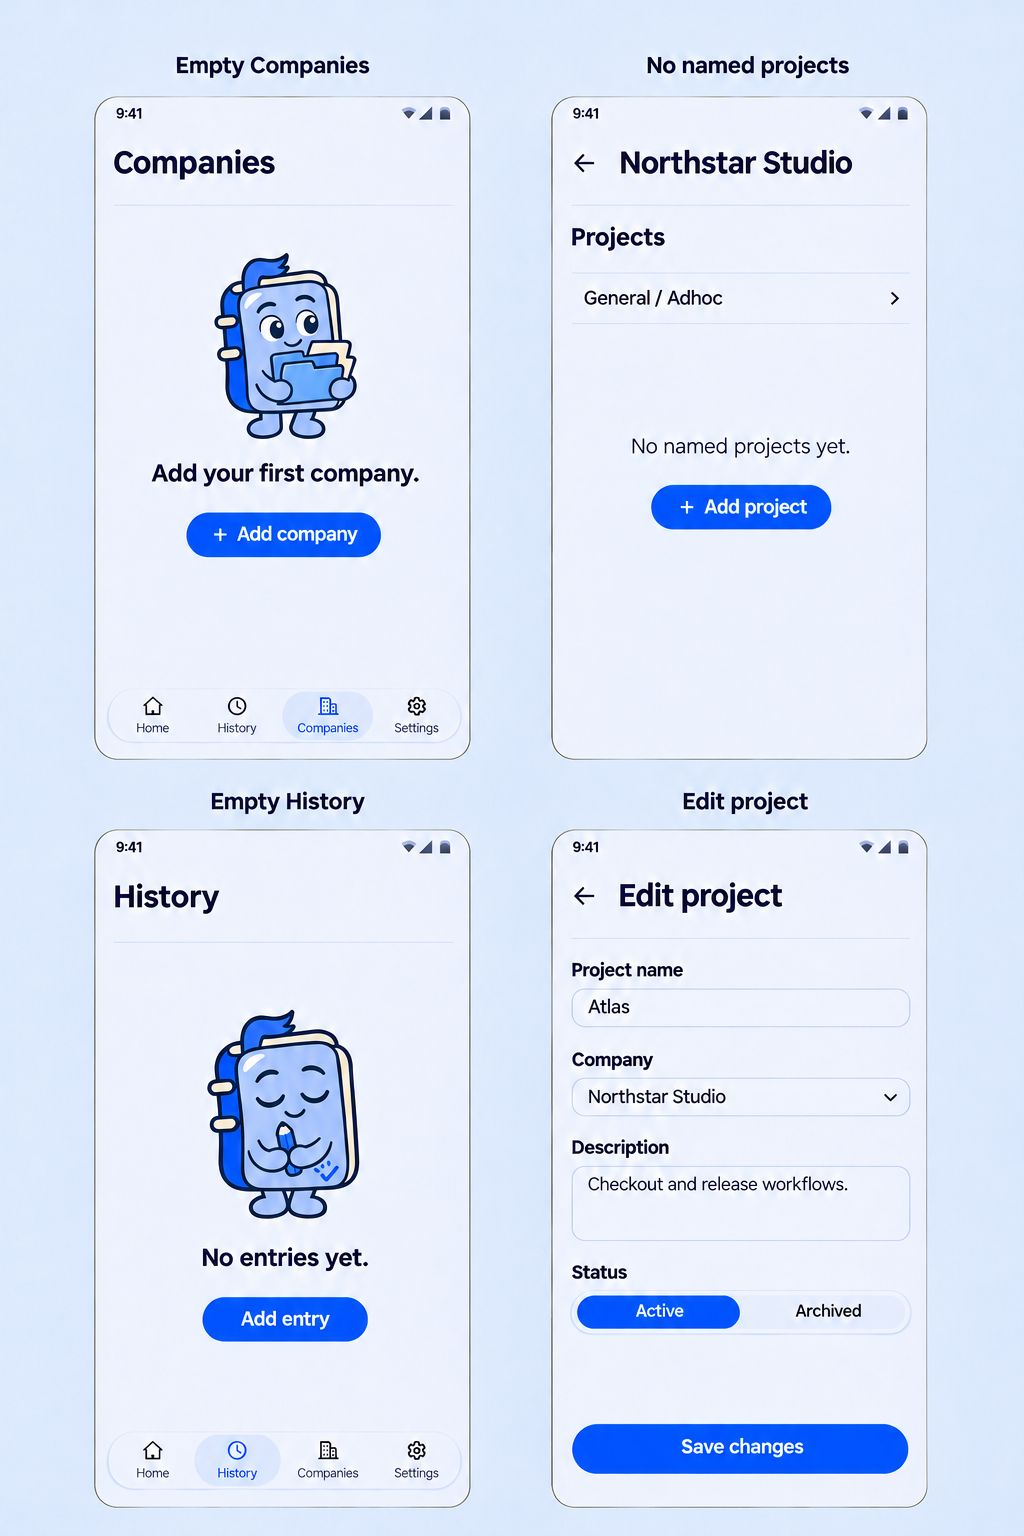 Empty Companies
9:41
Companies
Add your first company.
+ Add company
Home
History
Companies
Settings
No named projects
9:41
Northstar Studio
Projects
General / Adhoc
No named projects yet.
+ Add project
Empty History
9:41
History
No entries yet.
Add entry
Home
History
Companies
Settings
Edit project
9:41
Edit project
Project name
Atlas
Company
Northstar Studio
Description
Checkout and release workflows.
Status
Active
Archived
Save changes